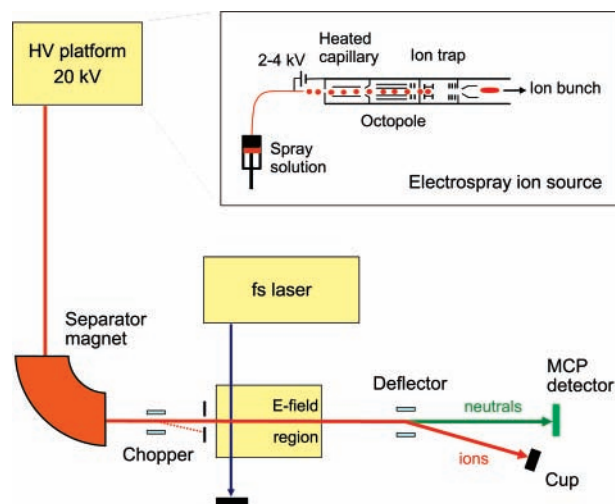 HV platform
20 kV
Heated
capillary
Ion trap
2-4 kV
Ion bunch
Octopole
Spray
solution
Electrospray ion source
fs laser
Separator
magnet
Chopper
E-field
region
Deflector
MCP
detector
neutrals
ions
Cup